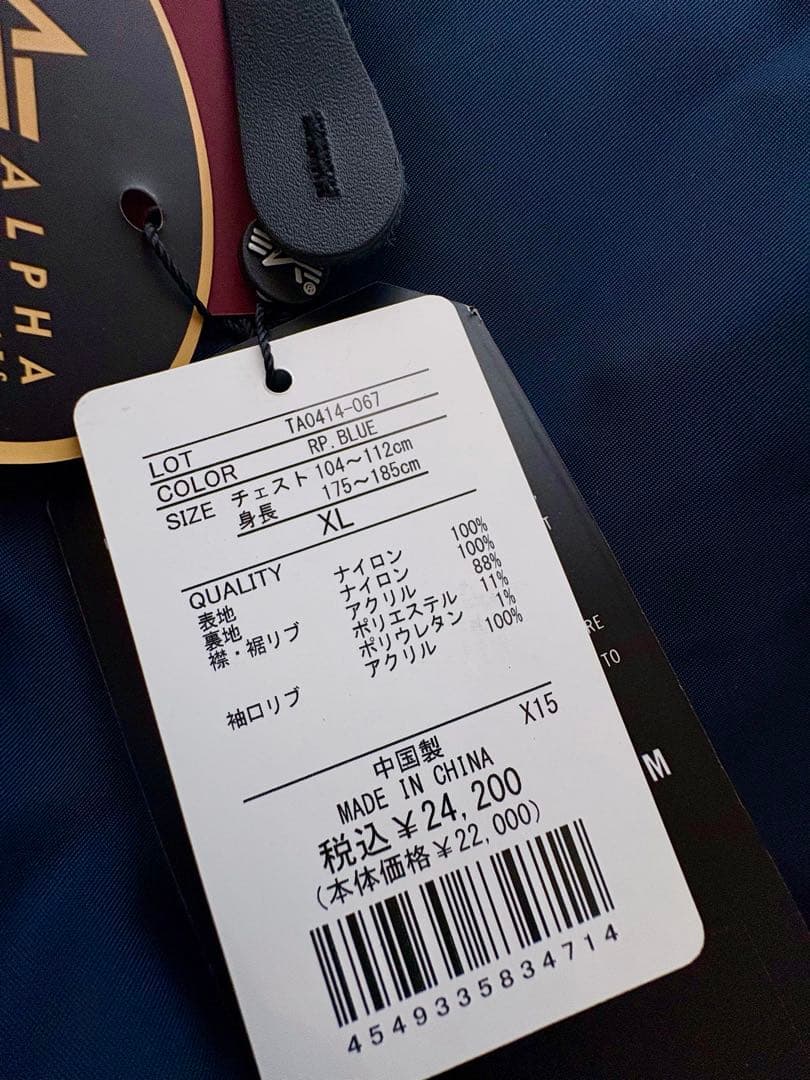 ALPHA
LOT TA0414-067
COLOR RP.BLUE
SIZE チェスト 104～112cm
身長 175～185cm
XL
QUALITY
表地 ナイロン 100%
裏地 ナイロン 100%
襟・裾リブ アクリル 88%
ポリエステル 11%
ポリウレタン 1%
袖口リブ アクリル 100%
X15
中国製
MADE IN CHINA
税込￥24,200
(本体価格￥22,000)
4549335834714
TO
M